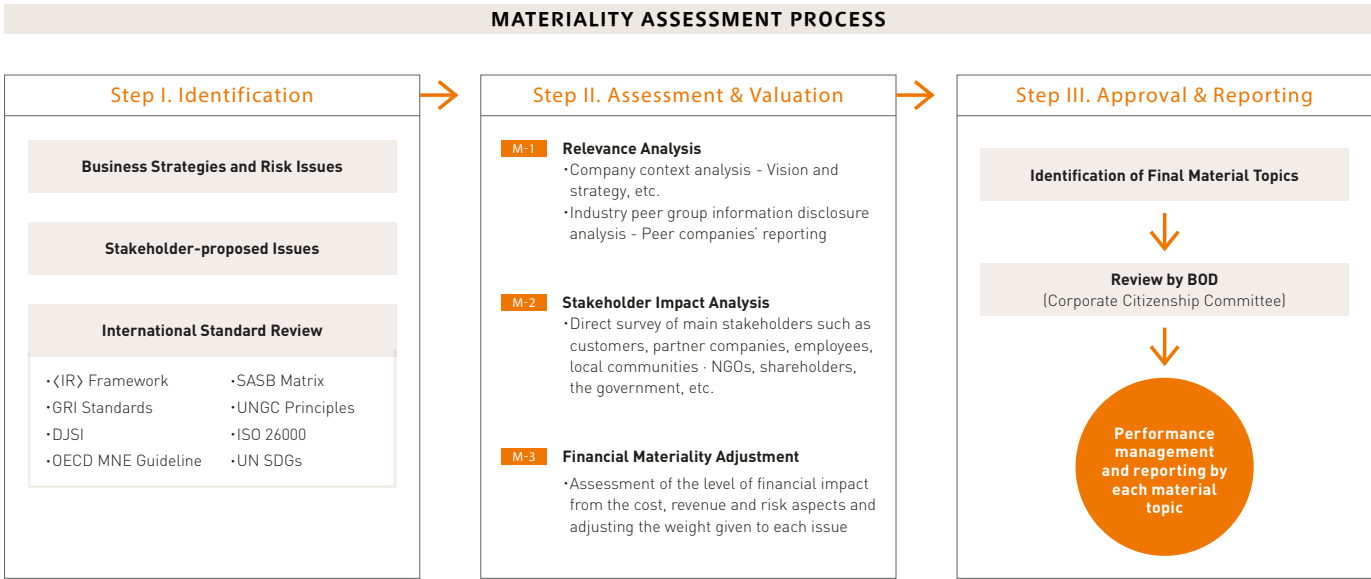 MATERIALITY ASSESSMENT PROCESS
Step I. Identification
Business Strategies and Risk Issues
Stakeholder-proposed Issues
International Standard Review
·〈IR〉 Framework
·GRI Standards
·DJSI
·OECD MNE Guideline
·SASB Matrix
·UNGC Principles
·ISO 26000
·UN SDGs
Step II. Assessment & Valuation
M-1 Relevance Analysis
·Company context analysis - Vision and
strategy, etc.
·Industry peer group information disclosure
analysis - Peer companies’ reporting
M-2 Stakeholder Impact Analysis
·Direct survey of main stakeholders such as
customers, partner companies, employees,
local communities · NGOs, shareholders,
the government, etc.
M-3 Financial Materiality Adjustment
·Assessment of the level of financial impact
from the cost, revenue and risk aspects and
adjusting the weight given to each issue
Step III. Approval & Reporting
Identification of Final Material Topics
Review by BOD
(Corporate Citizenship Committee)
Performance
management
and reporting by
each material
topic